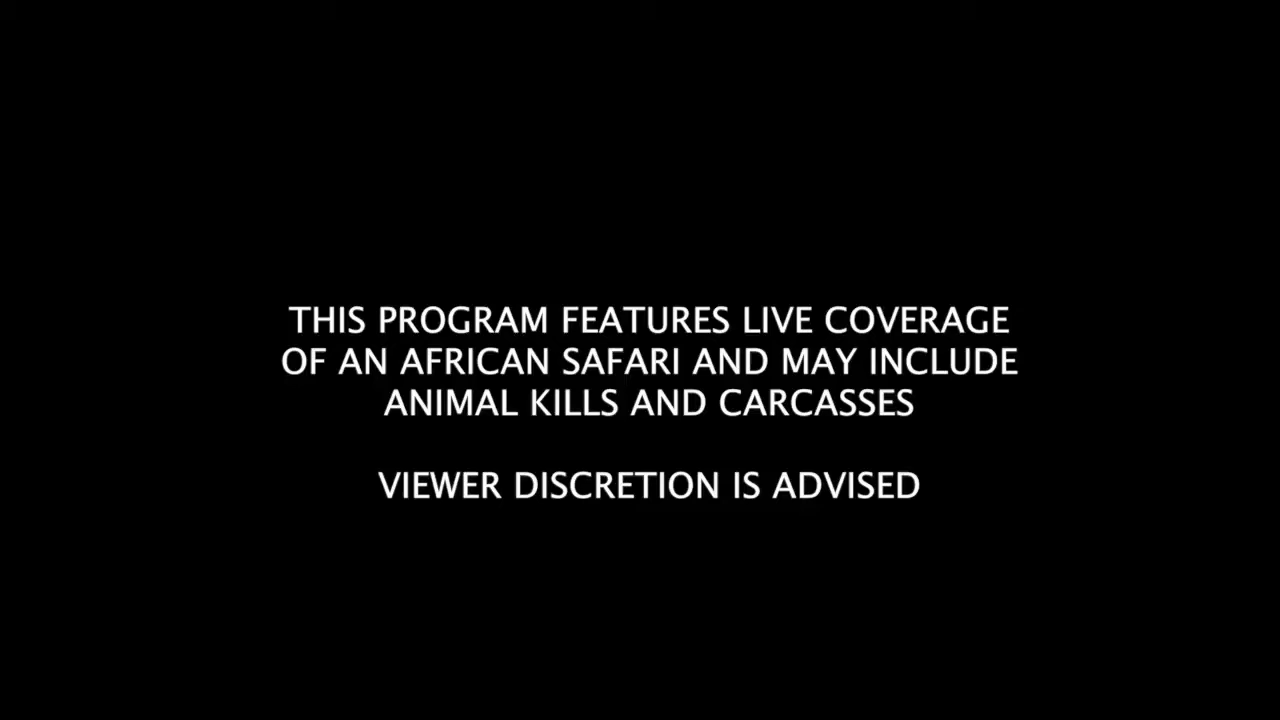 THIS PROGRAM FEATURES LIVE COVERAGE
OF AN AFRICAN SAFARI AND MAY INCLUDE
ANIMAL KILLS AND CARCASSES
VIEWER DISCRETION IS ADVISED